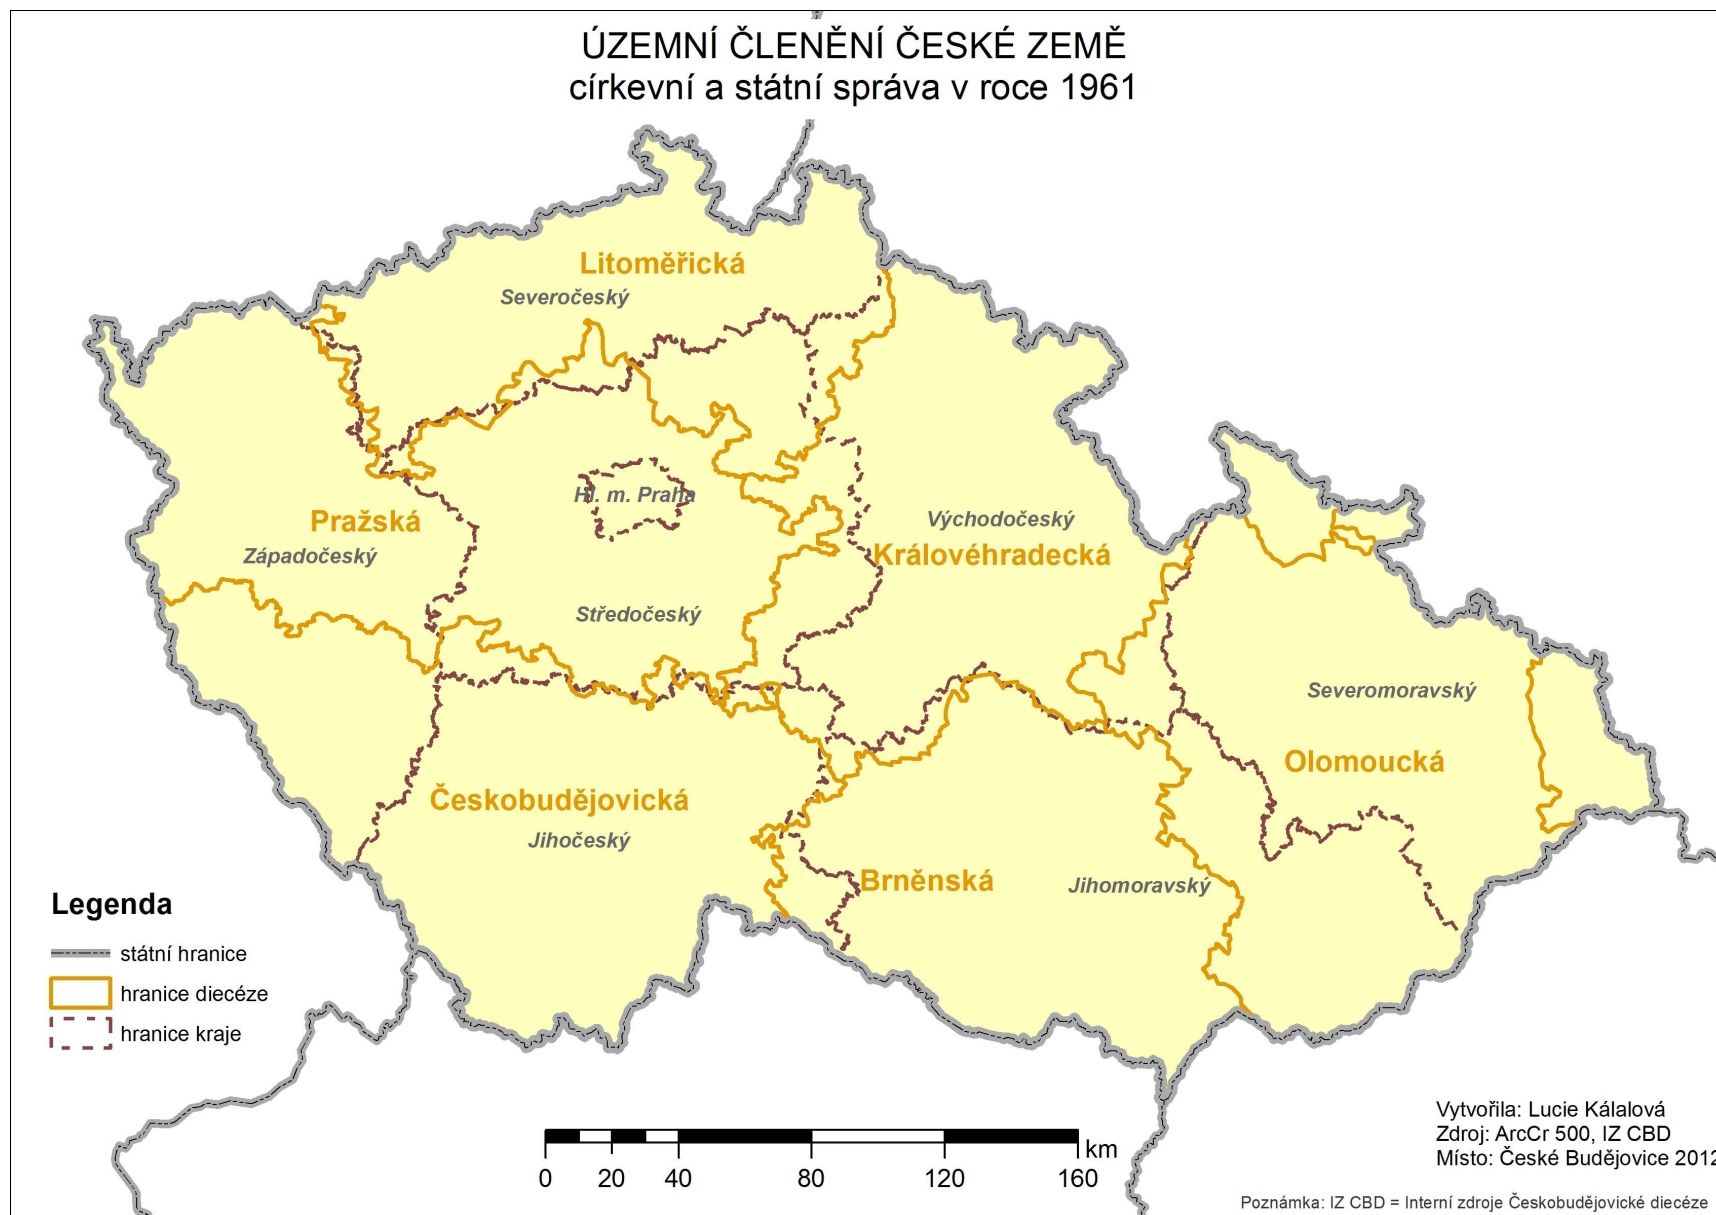 ÚZEMNÍ ČLENĚNÍ ČESKÉ ZEMĚ
církevní a státní správa v roce 1961
Litoměřická
Severočeský
Hl. m. Praha
Pražská
Západočeský
Východočeský
Královéhradecká
Středočeský
Severomoravský
Olomoucká
Českobudějovická
Jihočeský
Brněnská
Jihomoravský
Legenda
státní hranice
hranice diecéze
hranice kraje
km
0 20 40 80 120 160
Vytvořila: Lucie Kálalová
Zdroj: ArcCr 500, IZ CBD
Místo: České Budějovice 2012
Poznámka: IZ CBD = Interní zdroje Českobudějovické diecéze